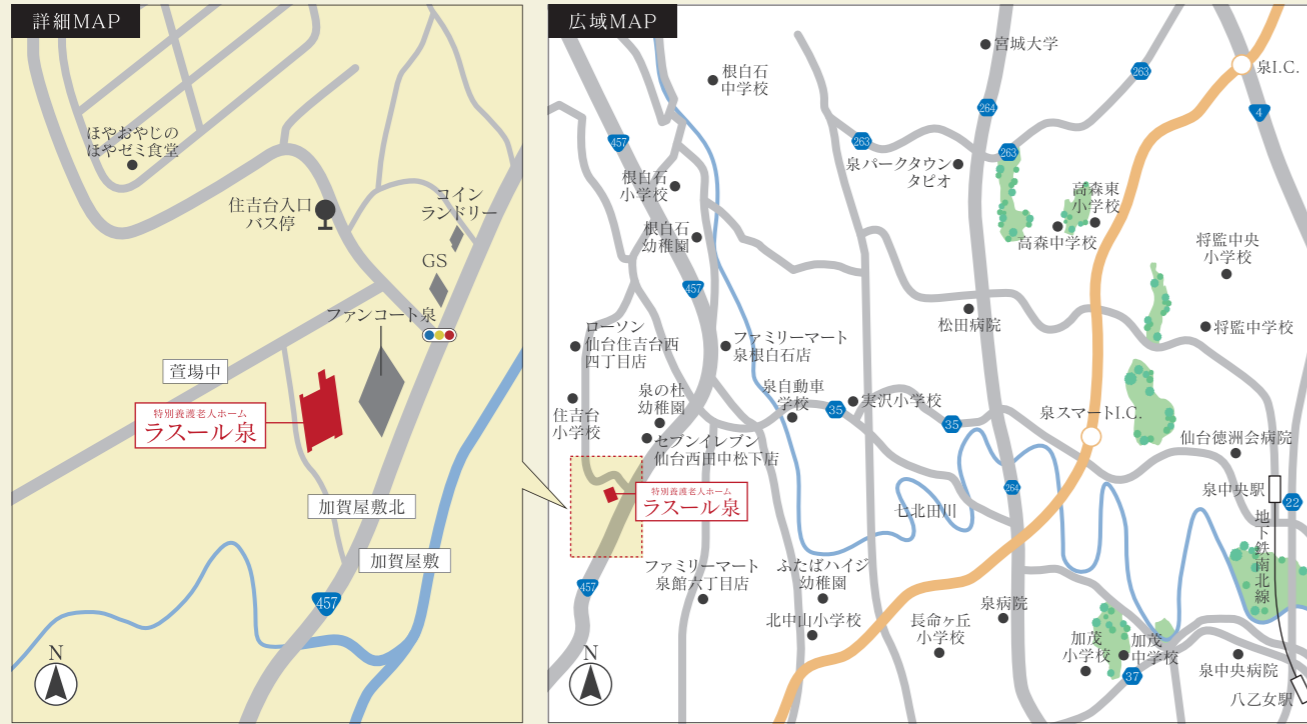 詳細MAP
ほやおやじの
ほやゼミ食堂
住吉台入口
バス停
コイン
ランドリー
GS
ファンコート泉
萱場中
特別養護老人ホーム
ラスール泉
加賀屋敷北
加賀屋敷
457
N
広域MAP
宮城大学
泉I.C.
根白石
中学校
263
264
4
457
263
263
泉パークタウン
タピオ
根白石
小学校
高森東
小学校
高森中学校
根白石
幼稚園
将監中央
小学校
457
松田病院
将監中学校
ローソン
仙台住吉台西
四丁目店
ファミリーマート
泉根白石店
泉の杜
幼稚園
泉自動車
学校
35
実沢小学校
35
泉スマートI.C.
住吉台
小学校
セブンイレブン
仙台西田中松下店
仙台徳洲会病院
特別養護老人ホーム
ラスール泉
264
泉中央駅
22
七北田川
地下鉄南北線
457
ファミリーマート
泉館六丁目店
ふたばハイジ
幼稚園
北中山小学校
長命ヶ丘
小学校
泉病院
加茂
小学校
加茂
中学校
37
泉中央病院
八乙女駅
N